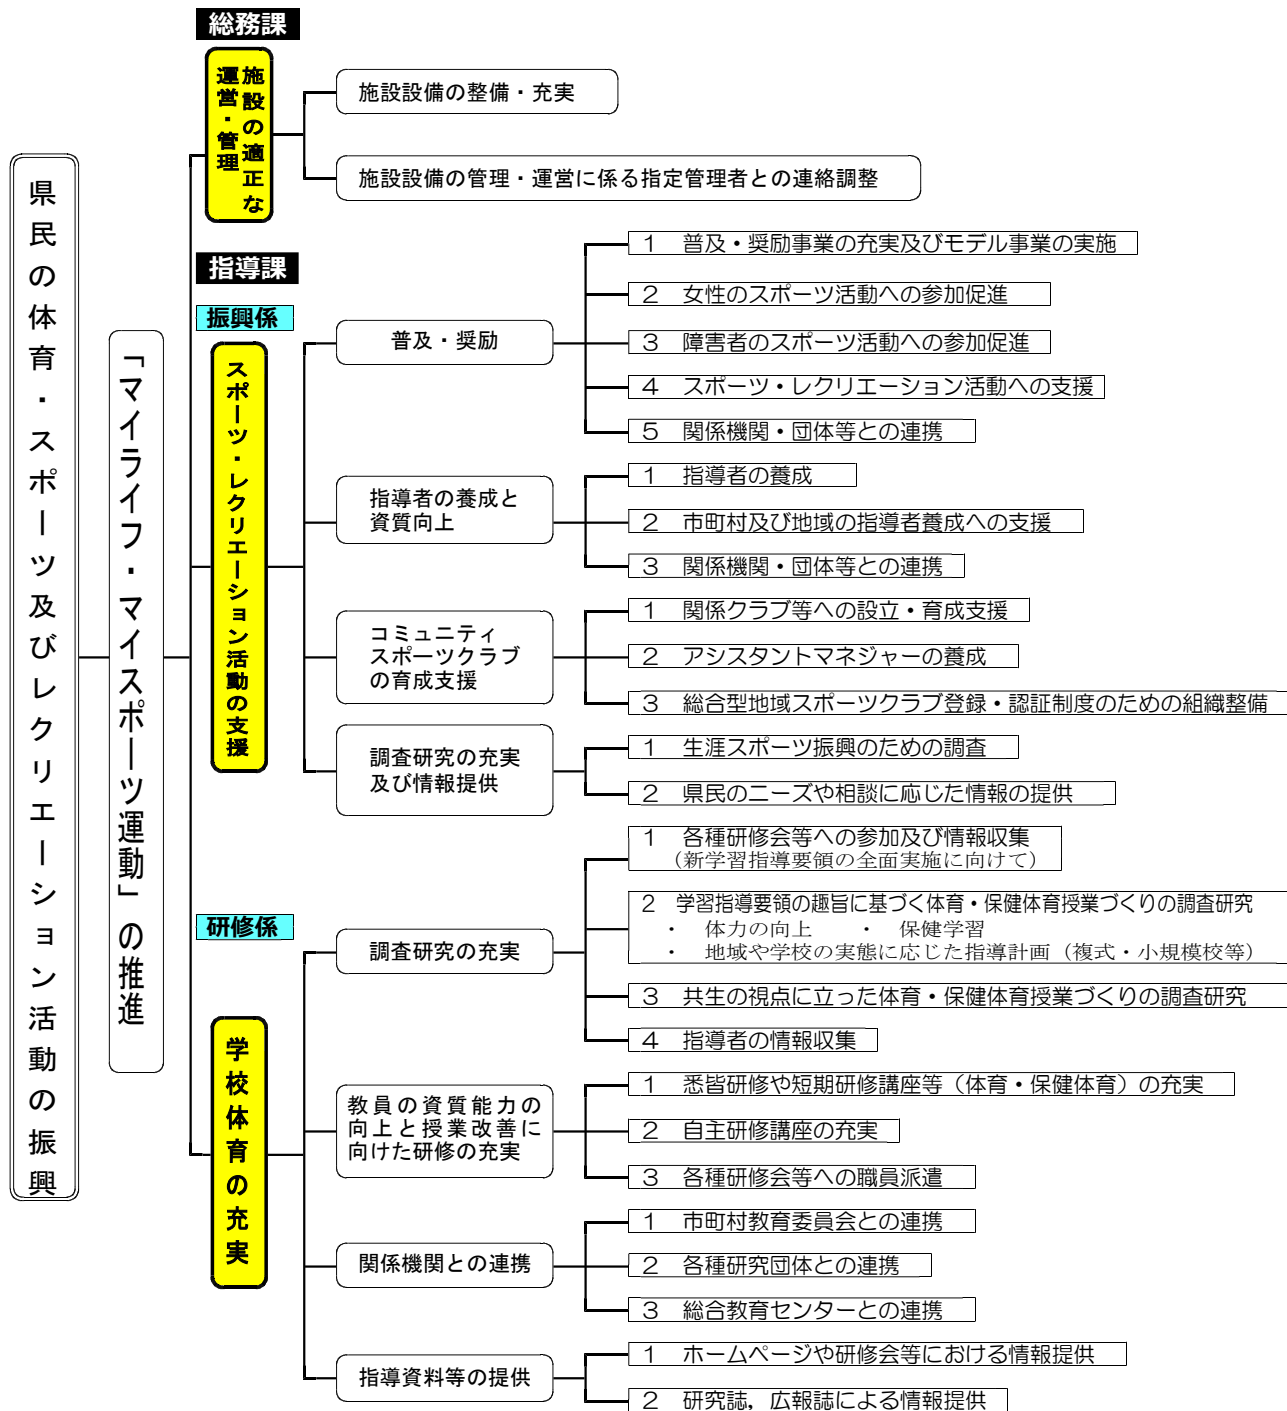 県民の体育・スポーツ及びレクリエーション活動の振興
「マイライフ・マイスポーツ運動」の推進
総務課
施設の適正な
運営・管理
施設設備の整備・充実
施設設備の管理・運営に係る指定管理者との連絡調整
指導課
振興係
スポーツ・レクリエーション活動の支援
普及・奨励
1 普及・奨励事業の充実及びモデル事業の実施
2 女性のスポーツ活動への参加促進
3 障害者のスポーツ活動への参加促進
4 スポーツ・レクリエーション活動への支援
5 関係機関・団体等との連携
指導者の養成と
資質向上
1 指導者の養成
2 市町村及び地域の指導者養成への支援
3 関係機関・団体等との連携
コミュニティ
スポーツクラブ
の育成支援
1 関係クラブ等への設立・育成支援
2 アシスタントマネジャーの養成
3 総合型地域スポーツクラブ登録・認証制度のための組織整備
調査研究の充実
及び情報提供
1 生涯スポーツ振興のための調査
2 県民のニーズや相談に応じた情報の提供
研修係
学校体育の充実
調査研究の充実
1 各種研修会等への参加及び情報収集
（新学習指導要領の全面実施に向けて）
2 学習指導要領の趣旨に基づく体育・保健体育授業づくりの調査研究
・ 体力の向上 ・ 保健学習
・ 地域や学校の実態に応じた指導計画（複式・小規模校等）
3 共生の視点に立った体育・保健体育授業づくりの調査研究
4 指導者の情報収集
教員の資質能力の
向上と授業改善に
向けた研修の充実
1 悉皆研修や短期研修講座等（体育・保健体育）の充実
2 自主研修講座の充実
3 各種研修会等への職員派遣
関係機関との連携
1 市町村教育委員会との連携
2 各種研究団体との連携
3 総合教育センターとの連携
指導資料等の提供
1 ホームページや研修会等における情報提供
2 研究誌，広報誌による情報提供